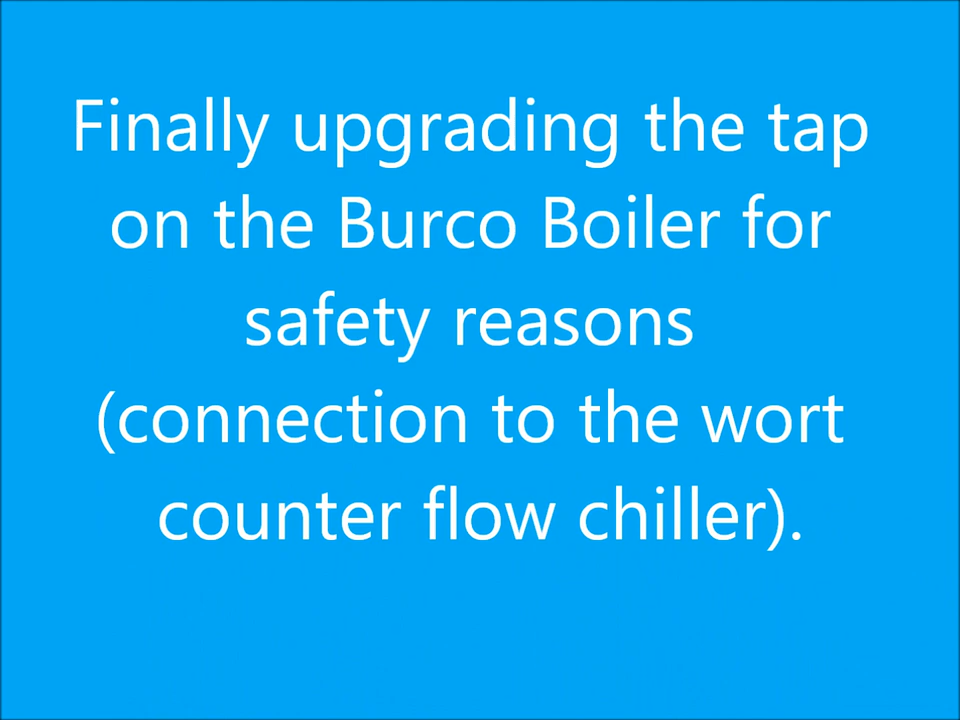 Finally upgrading the tap
on the Burco Boiler for
safety reasons
(connection to the wort
counter flow chiller).